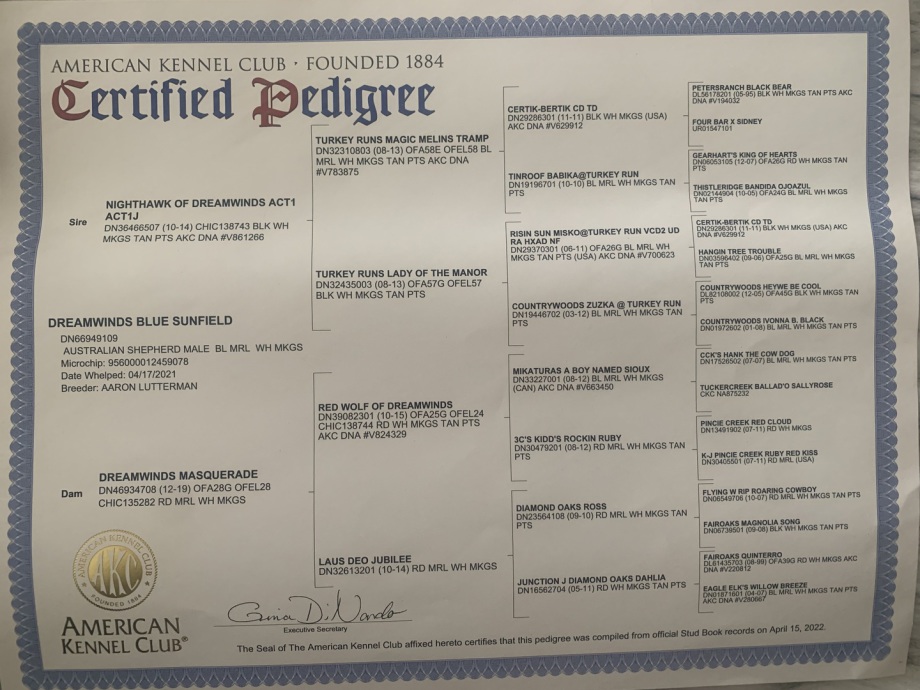 AMERICAN KENNEL CLUB · FOUNDED 1884
Certified Pedigree
Sire
NIGHTHAWK OF DREAMWINDS ACT1
ACT1J
DN36466507 (10-14) CHIC138743 BLK WH
MKGS TAN PTS AKC DNA #V861266
DREAMWINDS BLUE SUNFIELD
DN66949109
AUSTRALIAN SHEPHERD MALE BL MRL WH MKGS
Microchip: 956000012459078
Date Whelped: 04/17/2021
Breeder: AARON LUTTERMAN
Dam
DREAMWINDS MASQUERADE
DN46934708 (12-19) OFA28G OFEL28
CHIC135282 RD MRL WH MKGS
TURKEY RUNS MAGIC MELINS TRAMP
DN32310803 (08-13) OFA58E OFEL58 BL
MRL WH MKGS TAN PTS AKC DNA
#V783875
TURKEY RUNS LADY OF THE MANOR
DN32435003 (08-13) OFA57G OFEL57
BLK WH MKGS TAN PTS
RED WOLF OF DREAMWINDS
DN39082301 (10-15) OFA25G OFEL24
CHIC138744 RD WH MKGS TAN PTS
AKC DNA #V824329
LAUS DEO JUBILEE
DN32613201 (10-14) RD MRL WH MKGS
CERTIK-BERTIK CD TD
DN29286301 (11-11) BLK WH MKGS (USA)
AKC DNA #V629912
TINROOF BABIKA@TURKEY RUN
DN19196701 (10-10) BL MRL WH MKGS TAN
PTS
RISIN SUN MISKO@TURKEY RUN VCD2 UD
RA HXAD NF
DN29370301 (06-11) OFA26G BL MRL WH
MKGS TAN PTS (USA) AKC DNA #V700623
COUNTRYWOODS ZUZKA @ TURKEY RUN
DN19446702 (03-12) BL MRL WH MKGS TAN
PTS
MIKATURAS A BOY NAMED SIOUX
DN33227001 (08-12) BL MRL WH MKGS
(CAN) AKC DNA #V663450
3C'S KIDD'S ROCKIN RUBY
DN30479201 (08-12) RD MRL WH MKGS TAN
PTS
DIAMOND OAKS ROSS
DN23564108 (09-10) RD MRL WH MKGS TAN
PTS
JUNCTION J DIAMOND OAKS DAHLIA
DN16562704 (05-11) RD MRL WH MKGS TAN PTS
PETERSRANCH BLACK BEAR
DL56178201 (05-95) BLK WH MKGS TAN PTS AKC
DNA #V194032
FOUR BAR X SIDNEY
UR01547101
GEARHART'S KING OF HEARTS
DN06053105 (12-07) OFA26G RD WH MKGS TAN
PTS
THISTLERIDGE BANDIDA OJOAZUL
DN02144904 (10-05) OFA24G BL MRL WH MKGS
TAN PTS
CERTIK-BERTIK CD TD
DN29286301 (11-11) BLK WH MKGS (USA) AKC
DNA #V629912
HANGIN TREE TROUBLE
DN03596402 (09-06) OFA25G BL MRL WH MKGS
TAN PTS
COUNTRYWOODS HEYWE BE COOL
DL82108002 (12-05) OFA45G BLK WH MKGS TAN
PTS
COUNTRYWOODS IVONNA B. BLACK
DN01972602 (01-08) BL MRL WH MKGS TAN PTS
CCK'S HANK THE COW DOG
DN17526502 (07-07) BL MRL WH MKGS TAN PTS
TUCKERCREEK BALLAD'O SALLYROSE
CKC NA875232
PINCIE CREEK RED CLOUD
DN13491902 (07-11) RD WH MKGS
K-J PINCIE CREEK RUBY RED KISS
DN30405501 (07-11) RD MRL (USA)
FLYING W RIP ROARING COWBOY
DN06549706 (10-07) RD MRL WH MKGS TAN PTS
FAIROAKS MAGNOLIA SONG
DN06738501 (09-08) BLK WH MKGS TAN PTS
FAIROAKS QUINTERRO
DL81435703 (08-99) OFA39G RD WH MKGS AKC
DNA #V220812
EAGLE ELK'S WILLOW BREEZE
DN01871601 (04-07) BL MRL WH MKGS TAN PTS
AKC DNA #V280667
AMERICAN KENNEL CLUB
AKC
FOUNDED 1884
AMERICAN
KENNEL CLUB®
Gina DiNardo
Executive Secretary
The Seal of The American Kennel Club affixed hereto certifies that this pedigree was compiled from official Stud Book records on April 15, 2022.